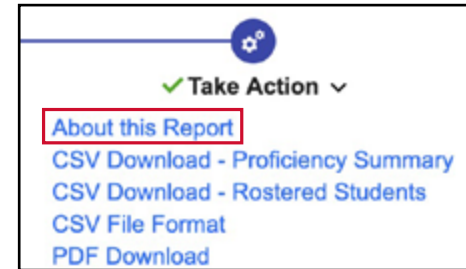 Take Action
About this Report
CSV Download - Proficiency Summary
CSV Download - Rostered Students
CSV File Format
PDF Download